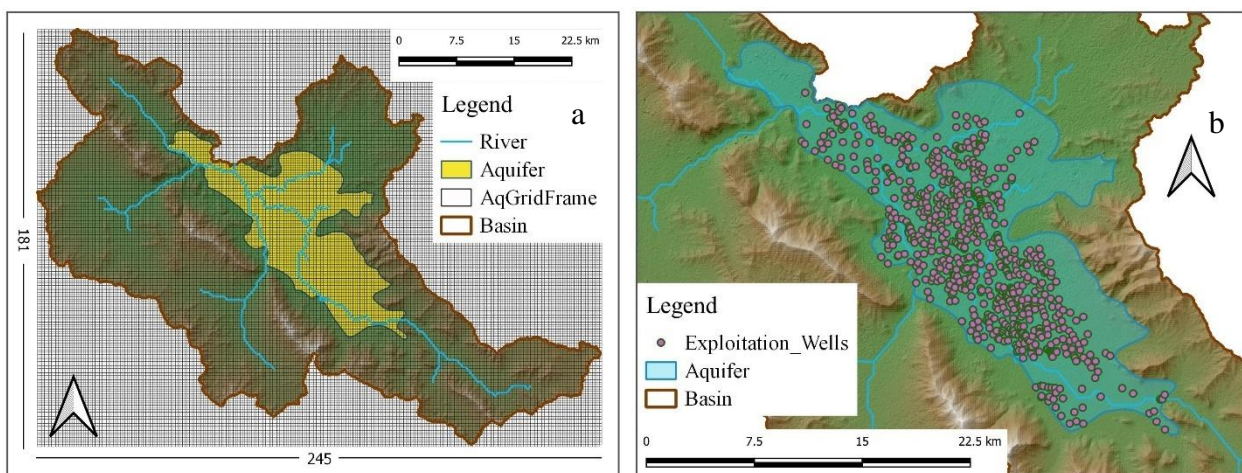 0 7.5 15 22.5 km
Legend
a
River
Aquifer
AqGridFrame
Basin
181
245
b
Legend
Exploitation_Wells
Aquifer
Basin
0 7.5 15 22.5 km